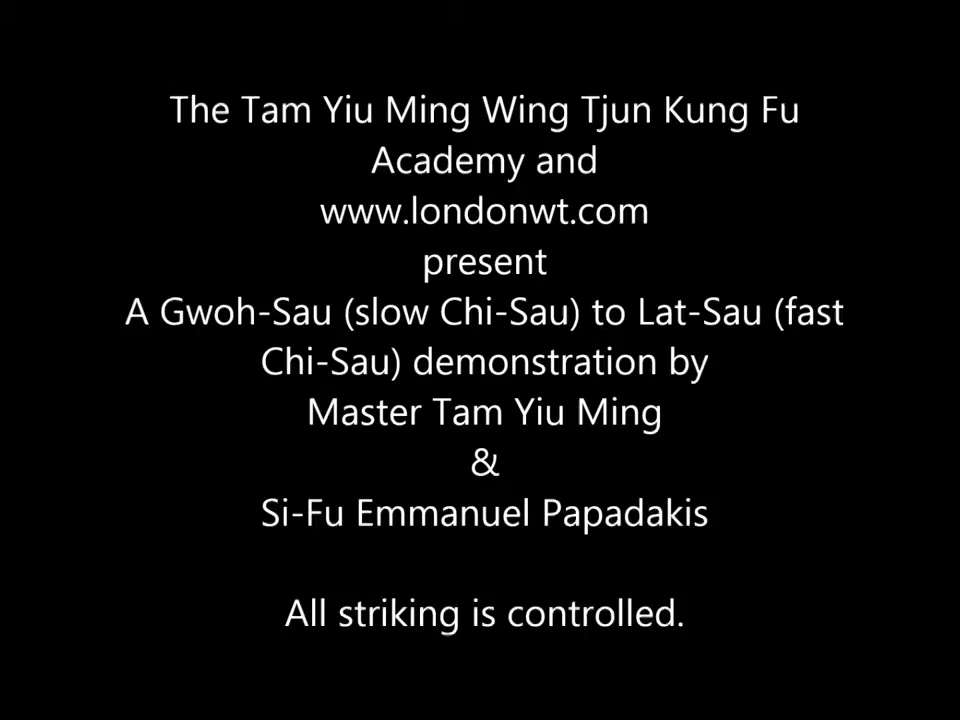 The Tam Yiu Ming Wing Tjun Kung Fu
Academy and
www.londonwt.com
present
A Gwoh-Sau (slow Chi-Sau) to Lat-Sau (fast
Chi-Sau) demonstration by
Master Tam Yiu Ming
&
Si-Fu Emmanuel Papadakis
All striking is controlled.